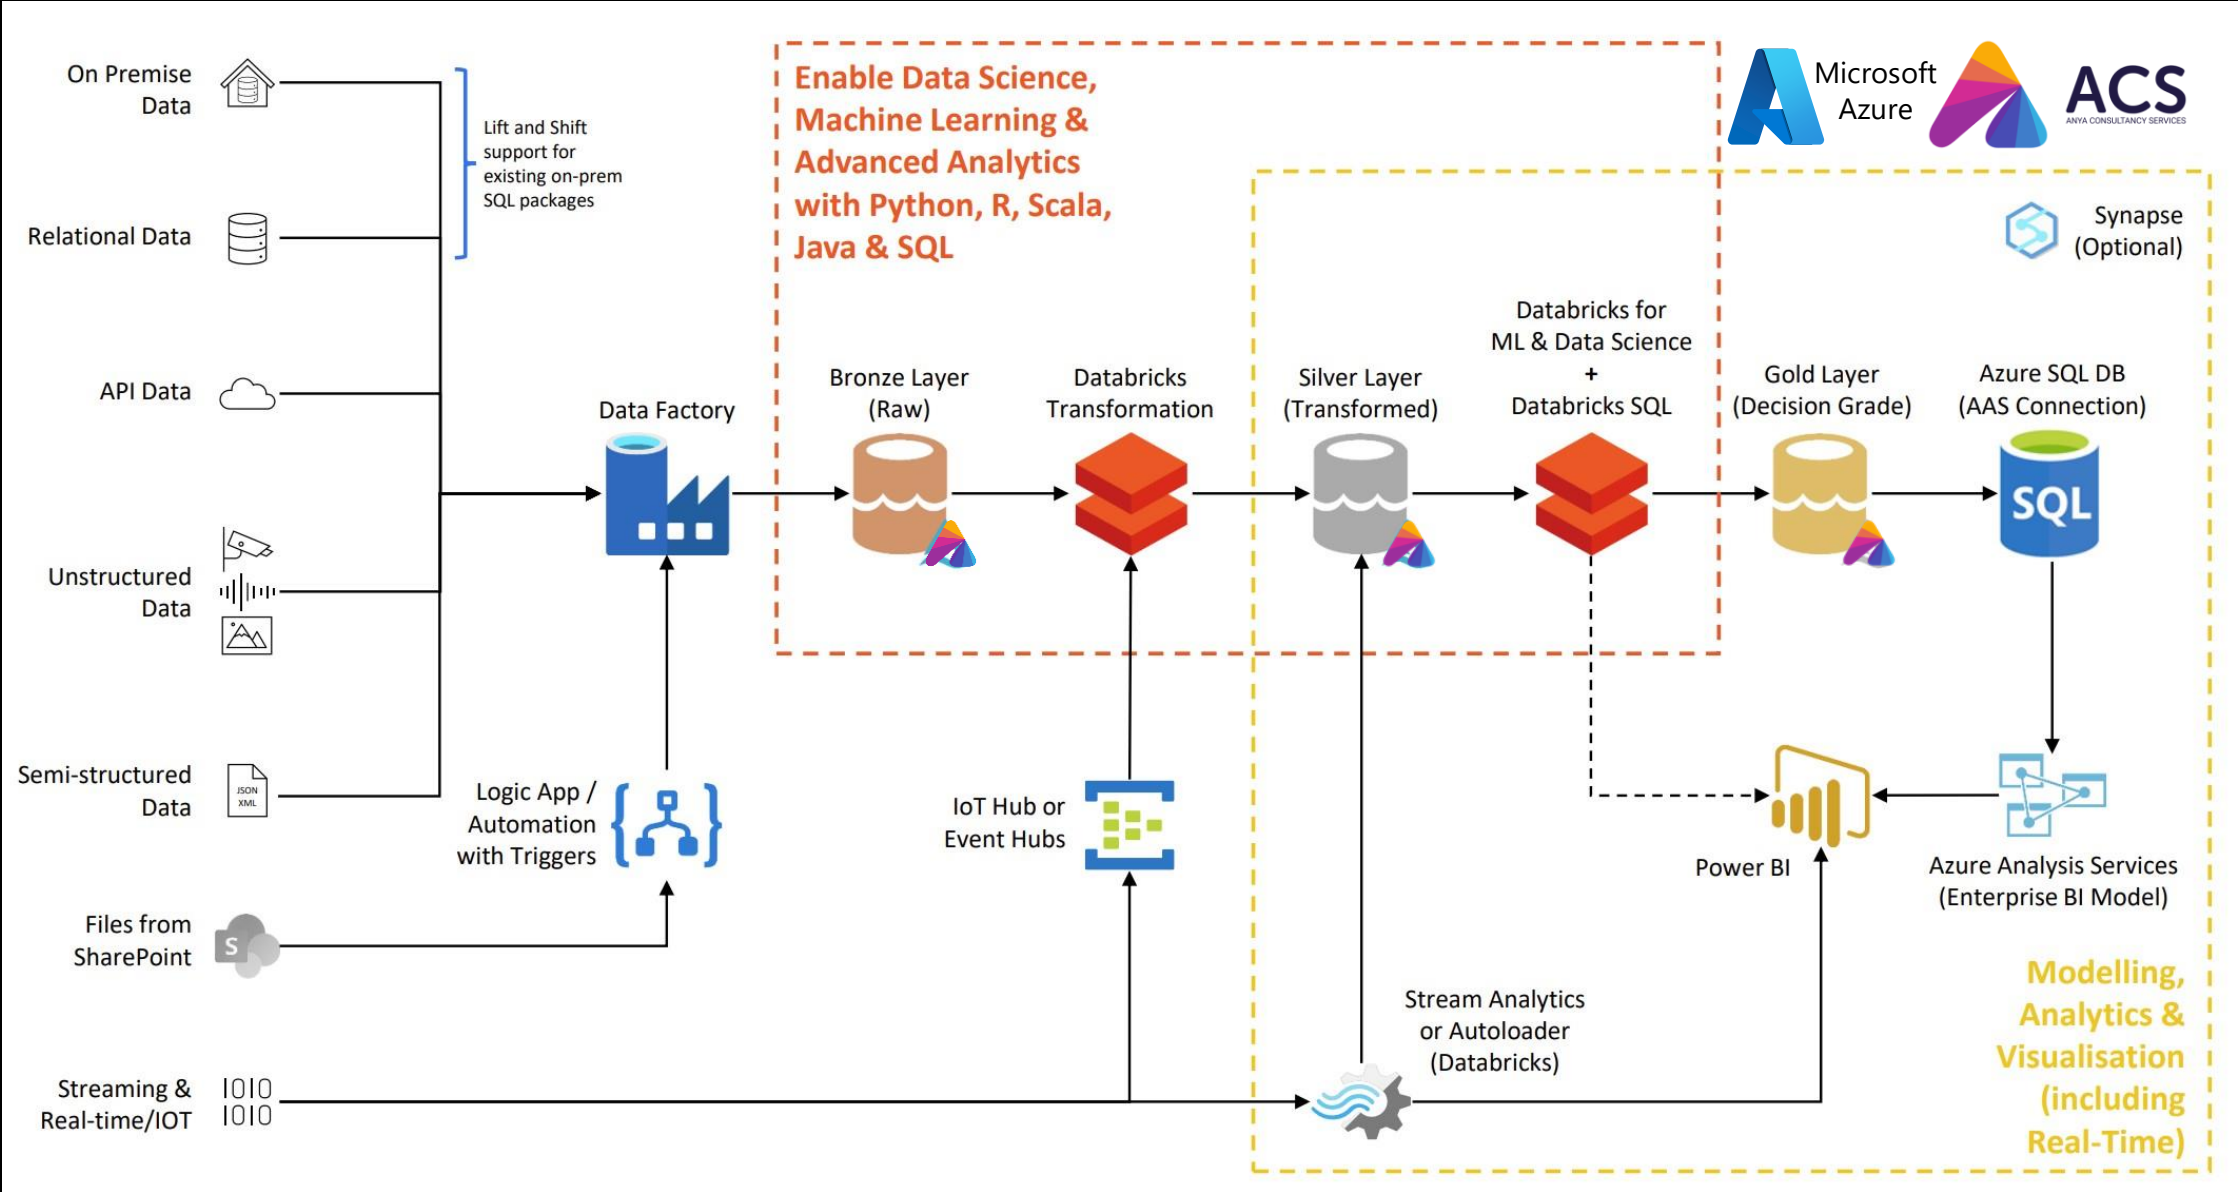 On Premise
Data
Lift and Shift
support for
existing on-prem
SQL packages
Relational Data
API Data
Unstructured
Data
Semi-structured
Data
JSON
XML
Files from
SharePoint
S
Streaming &
Real-time/IOT
Data Factory
Logic App /
Automation
with Triggers
Enable Data Science,
Machine Learning &
Advanced Analytics
with Python, R, Scala,
Java & SQL
Bronze Layer
(Raw)
Databricks
Transformation
IoT Hub or
Event Hubs
Silver Layer
(Transformed)
Databricks for
ML & Data Science
+
Databricks SQL
Stream Analytics
or Autoloader
(Databricks)
Microsoft
Azure
ACS
ANYA CONSULTANCY SERVICES
Synapse
(Optional)
Gold Layer
(Decision Grade)
Azure SQL DB
(AAS Connection)
SQL
Power BI
Azure Analysis Services
(Enterprise BI Model)
Modelling,
Analytics &
Visualisation
(including
Real-Time)